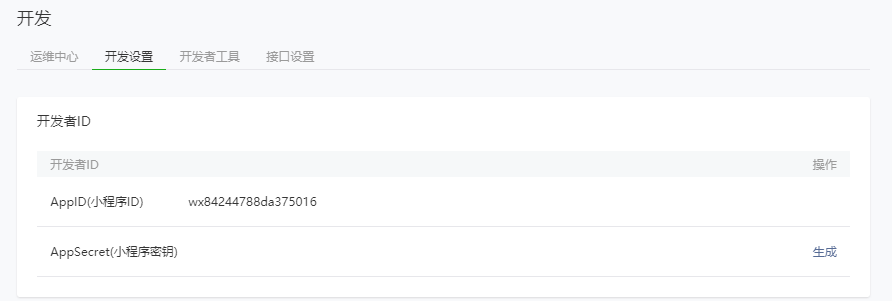 开发
运维中心 开发设置 开发者工具 接口设置
开发者ID
开发者ID 操作
AppID(小程序ID) wx84244788da375016
AppSecret(小程序密钥) 生成